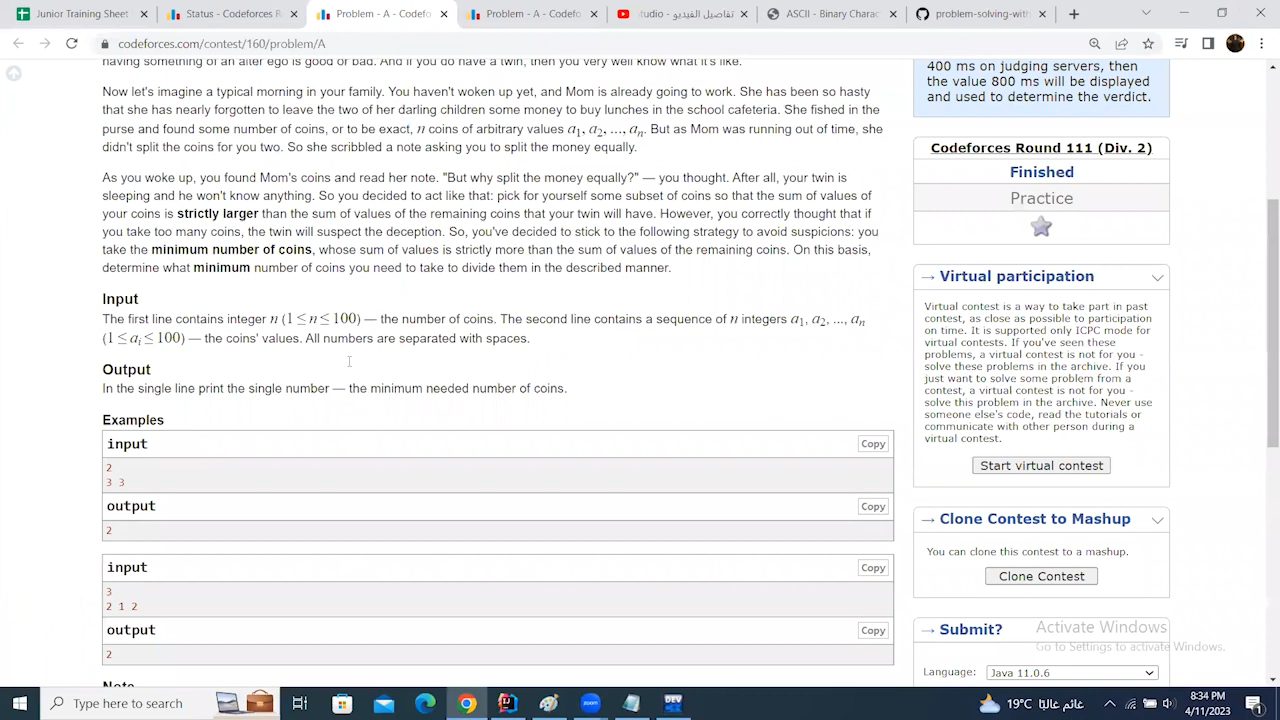 Junior Training Sheet
Status - Codeforces R
Problem - A - Codefo
Problem - A - Codefo
تفاصيل الفيديو - studio
ASCII - Binary Charac
problem-solving-with
codeforces.com/contest/160/problem/A
having something of an alter ego is good or bad. And if you do have a twin, then you very well know what it's like.
Now let's imagine a typical morning in your family. You haven't woken up yet, and Mom is already going to work. She has been so hasty
that she has nearly forgotten to leave the two of her darling children some money to buy lunches in the school cafeteria. She fished in the
purse and found some number of coins, or to be exact, n coins of arbitrary values a1, a2, ..., an. But as Mom was running out of time, she
didn't split the coins for you two. So she scribbled a note asking you to split the money equally.
As you woke up, you found Mom's coins and read her note. "But why split the money equally?" — you thought. After all, your twin is
sleeping and he won't know anything. So you decided to act like that: pick for yourself some subset of coins so that the sum of values of
your coins is strictly larger than the sum of values of the remaining coins that your twin will have. However, you correctly thought that if
you take too many coins, the twin will suspect the deception. So, you've decided to stick to the following strategy to avoid suspicions: you
take the minimum number of coins, whose sum of values is strictly more than the sum of values of the remaining coins. On this basis,
determine what minimum number of coins you need to take to divide them in the described manner.
Input
The first line contains integer n (1 ≤ n ≤ 100) — the number of coins. The second line contains a sequence of n integers a1, a2, ..., an
(1 ≤ ai ≤ 100) — the coins' values. All numbers are separated with spaces.
Output
In the single line print the single number — the minimum needed number of coins.
Examples
input
Copy
2
3 3
output
Copy
2
input
Copy
3
2 1 2
output
Copy
2
400 ms on judging servers, then
the value 800 ms will be displayed
and used to determine the verdict.
Codeforces Round 111 (Div. 2)
Finished
Practice
→ Virtual participation
Virtual contest is a way to take part in past
contest, as close as possible to participation
on time. It is supported only ICPC mode for
virtual contests. If you've seen these
problems, a virtual contest is not for you -
solve these problems in the archive. If you
just want to solve some problem from a
contest, a virtual contest is not for you -
solve this problem in the archive. Never use
someone else's code, read the tutorials or
communicate with other person during a
virtual contest.
Start virtual contest
→ Clone Contest to Mashup
You can clone this contest to a mashup.
Clone Contest
→ Submit?
Language:
Java 11.0.6
Activate Windows
Go to Settings to activate Windows.
Type here to search
19°C
غائم غالبًا
8:34 PM
4/11/2023